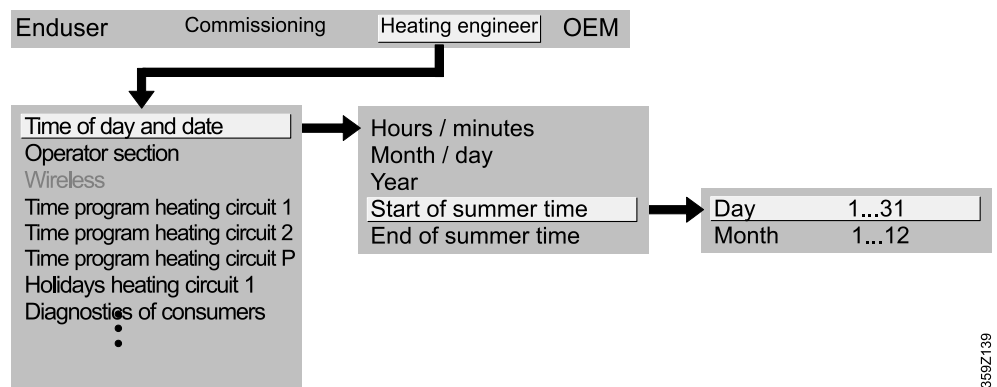 Enduser Commissioning Heating engineer OEM
Time of day and date
Operator section
Wireless
Time program heating circuit 1
Time program heating circuit 2
Time program heating circuit P
Holidays heating circuit 1
Diagnostics of consumers
Hours / minutes
Month / day
Year
Start of summer time
End of summer time
Day 1...31
Month 1...12
359Z139